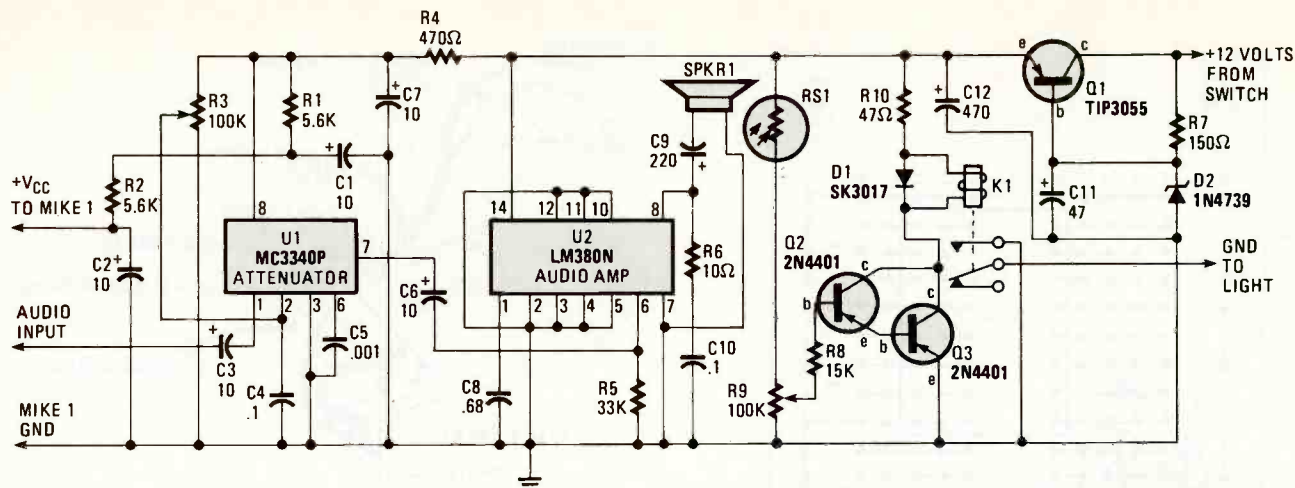 R4
470Ω
R3
100K
R1
5.6K
+
C7
10
+
C1
10
R2
5.6K
+VCC
TO MIKE 1
C2
10
+
AUDIO
INPUT
MIKE 1
GND
8
U1
MC3340P
ATTENUATOR
7
1
2
3
6
+
C3
10
C4
.1
C5
.001
+
C6
10
SPKR1
C9
220
+
14
12
11
10
8
U2
LM380N
AUDIO AMP
1
2
3
4
5
6
7
R6
10Ω
C8
.68
R5
33K
C10
.1
RS1
R9
100K
R8
15K
Q2
2N4401
c
b
e
b
c
e
Q3
2N4401
R10
47Ω
D1
SK3017
K1
+
C12
470
e
c
b
Q1
TIP3055
+12 VOLTS
FROM
SWITCH
R7
150Ω
+
C11
47
D2
1N4739
GND
TO
LIGHT